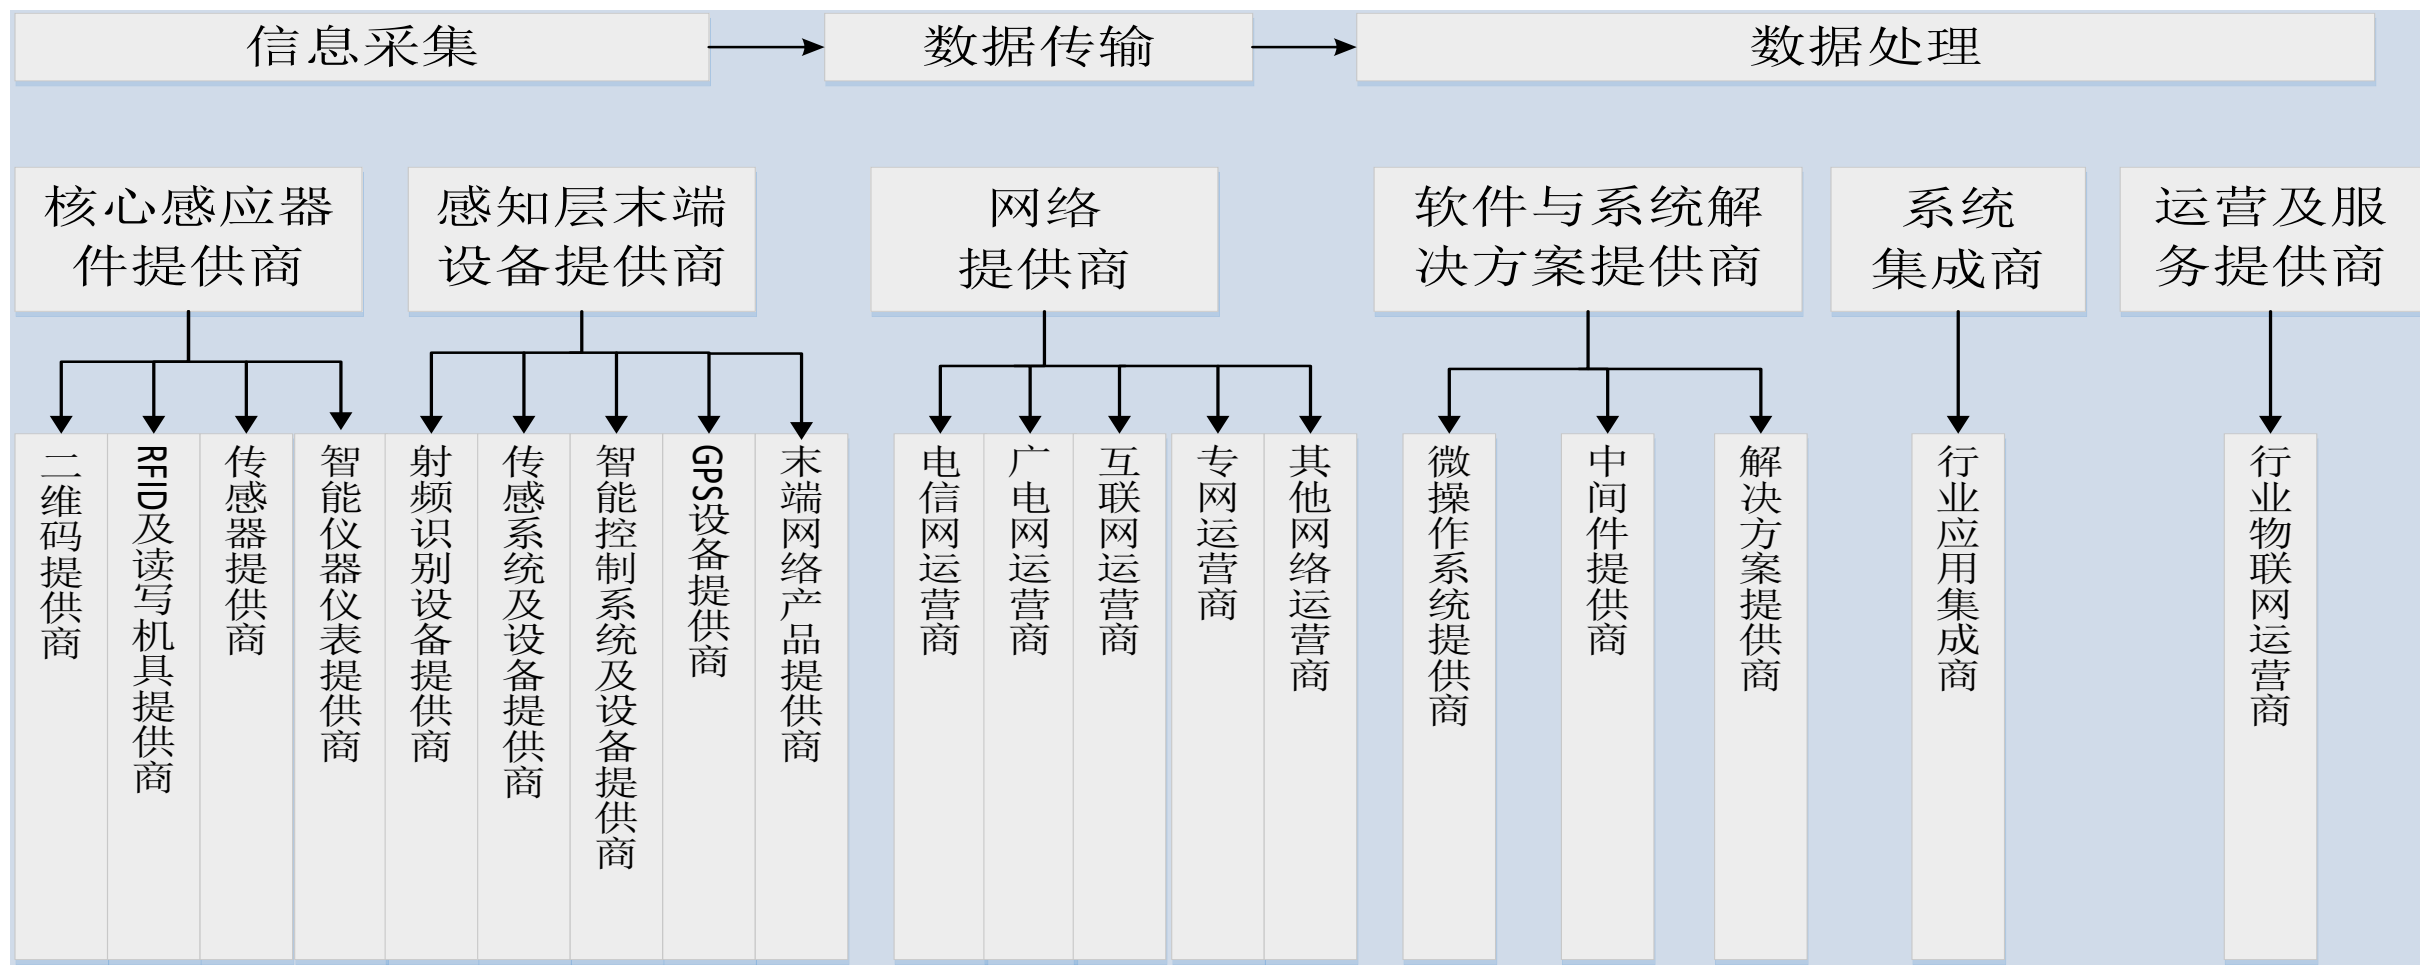 信息采集
数据传输
数据处理
核心感应器
件提供商
感知层末端
设备提供商
网络
提供商
软件与系统解
决方案提供商
系统
集成商
运营及服
务提供商
二维码提供商
RFID及读写机具提供商
传感器提供商
智能仪器仪表提供商
射频识别设备提供商
传感系统及设备提供商
智能控制系统及设备提供商
GPS设备提供商
末端网络产品提供商
电信网运营商
广电网运营商
互联网运营商
专网运营商
其他网络运营商
微操作系统提供商
中间件提供商
解决方案提供商
行业应用集成商
行业物联网运营商